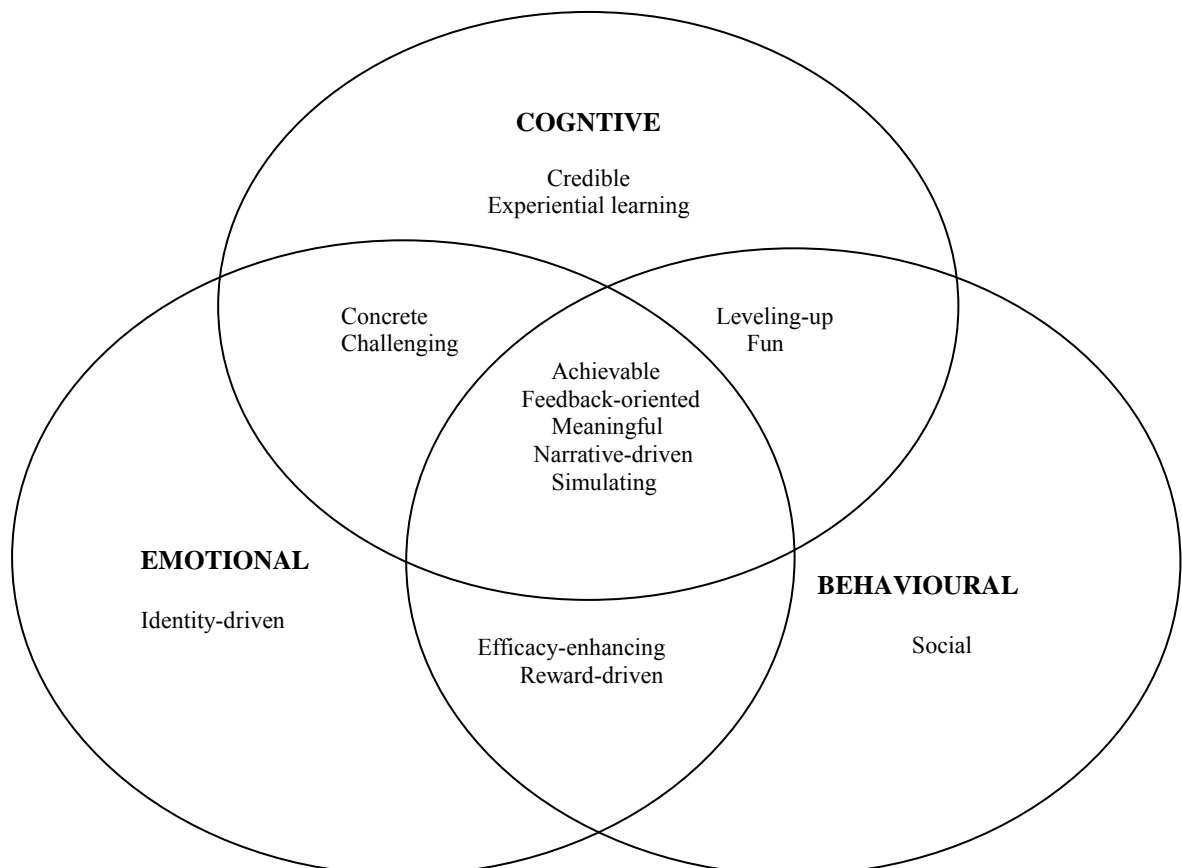 COGNTIVE
Credible
Experiential learning
Concrete
Challenging
Leveling-up
Fun
Achievable
Feedback-oriented
Meaningful
Narrative-driven
Simulating
EMOTIONAL
Identity-driven
BEHAVIOURAL
Social
Efficacy-enhancing
Reward-driven